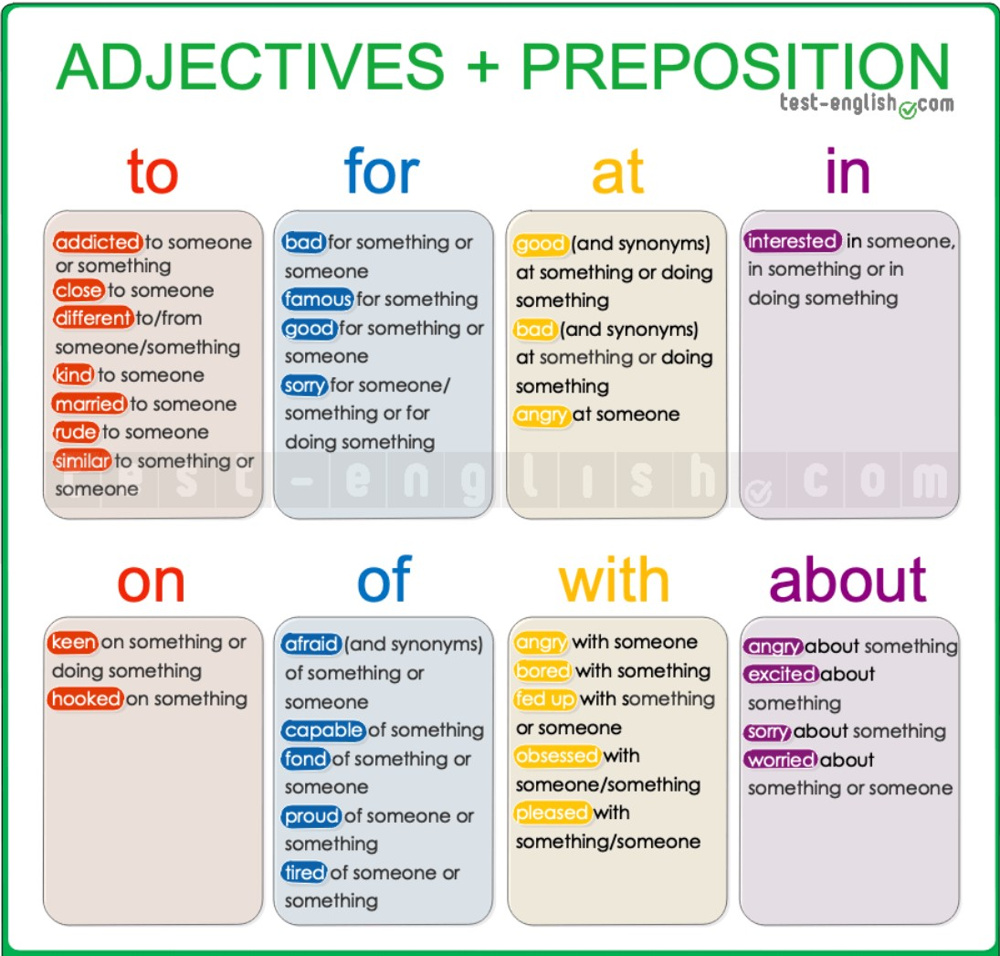 ADJECTIVES + PREPOSITION
test-english.com
to
addicted to someone
or something
close to someone
different to/from
someone/something
kind to someone
married to someone
rude to someone
similar to something or
someone
for
bad for something or
someone
famous for something
good for something or
someone
sorry for someone/
something or for
doing something
at
good (and synonyms)
at something or doing
something
bad (and synonyms)
at something or doing
something
angry at someone
in
interested in someone,
in something or in
doing something
test-english.com
on
keen on something or
doing something
hooked on something
of
afraid (and synonyms)
of something or
someone
capable of something
fond of something or
someone
proud of someone or
something
tired of someone or
something
with
angry with someone
bored with something
fed up with something
or someone
obsessed with
someone/something
pleased with
something/someone
about
angry about something
excited about
something
sorry about something
worried about
something or someone